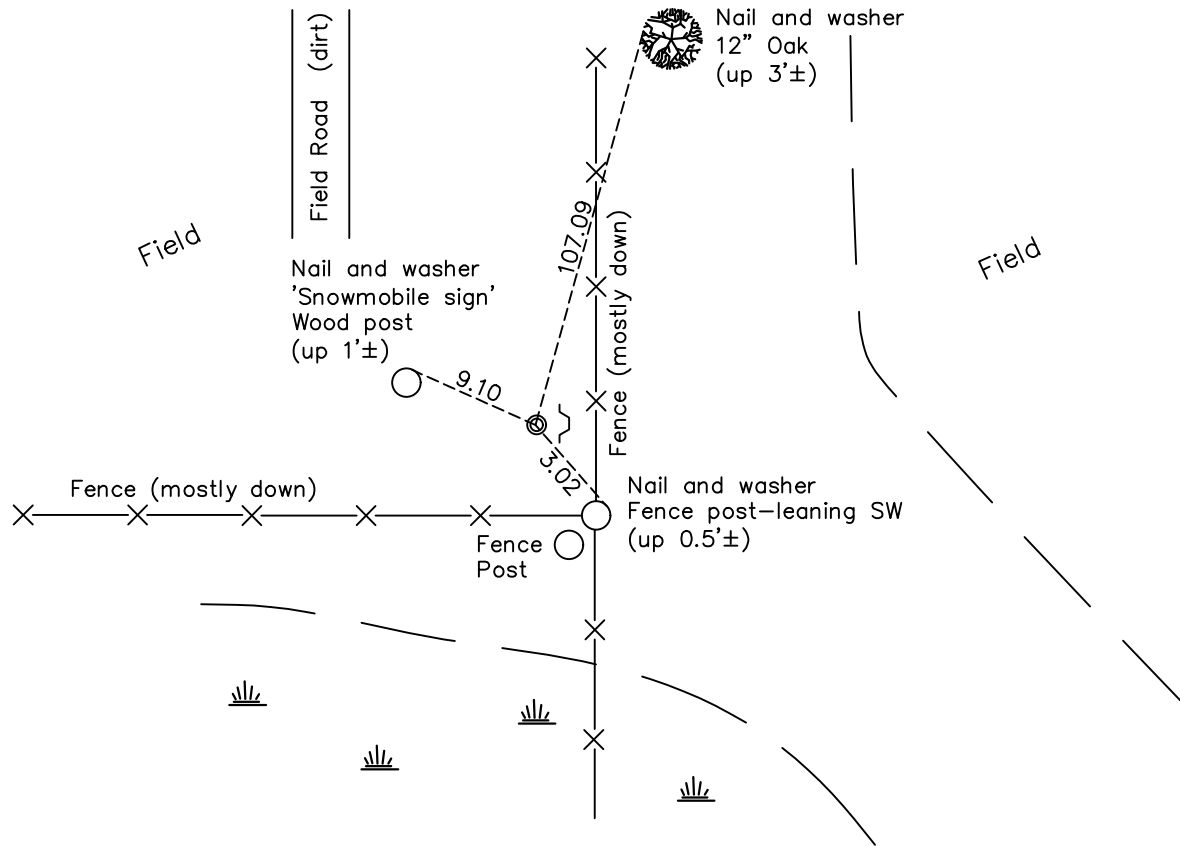 Nail and washer
12” Oak
(up 3'±)
Field Road (dirt)
Field
Field
107.09
Fence (mostly down)
Nail and washer
'Snowmobile sign'
Wood post
(up 1'±)
9.10
3.02
Fence (mostly down)
Nail and washer
Fence post-leaning SW
(up 0.5'±)
Fence
Post